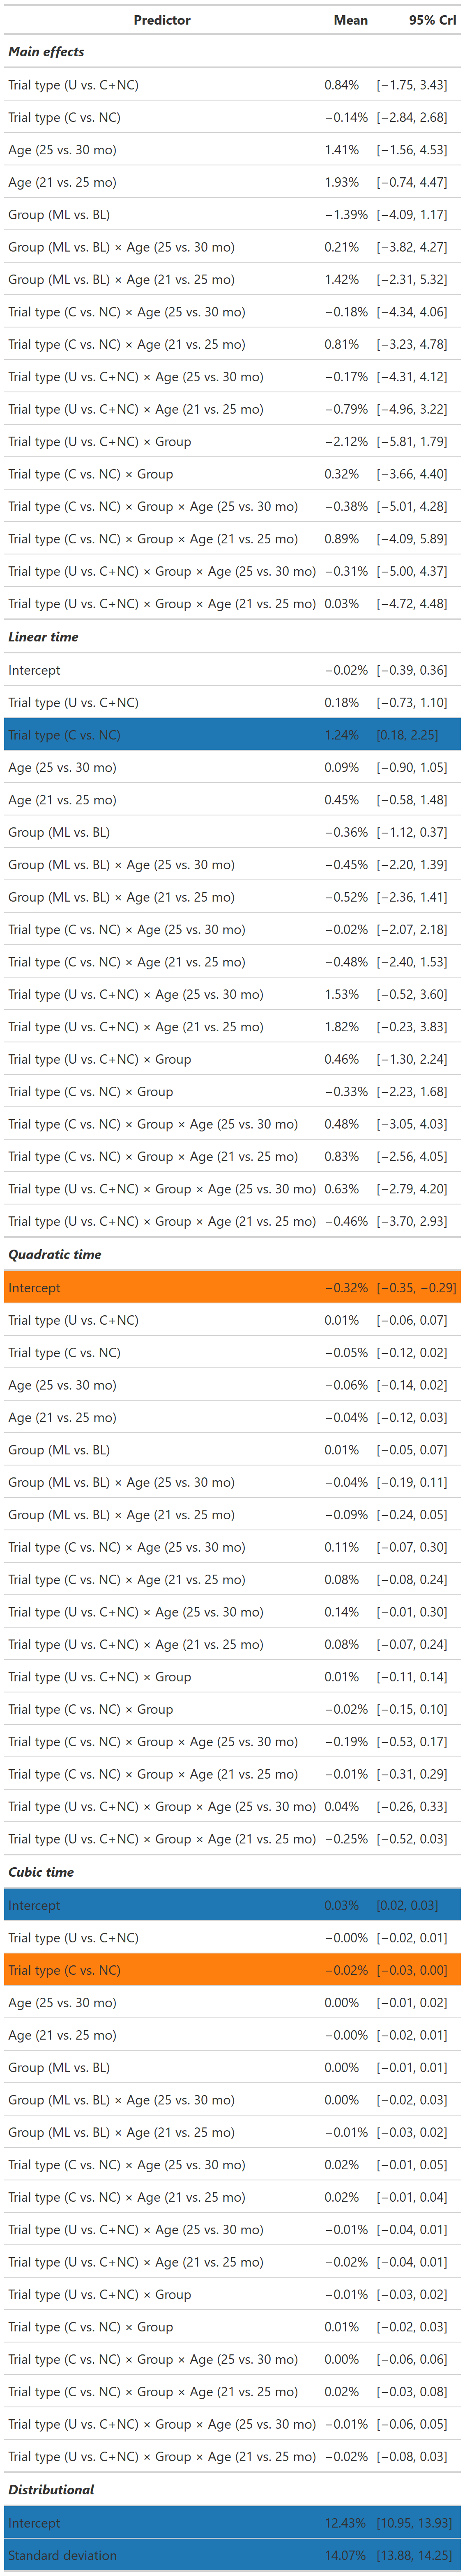 Predictor Mean 95% CrI
Main effects
Trial type (U vs. C+NC) 0.84% [−1.75, 3.43]
Trial type (C vs. NC) −0.14% [−2.84, 2.68]
Age (25 vs. 30 mo) 1.41% [−1.56, 4.53]
Age (21 vs. 25 mo) 1.93% [−0.74, 4.47]
Group (ML vs. BL) −1.39% [−4.09, 1.17]
Group (ML vs. BL) × Age (25 vs. 30 mo) 0.21% [−3.82, 4.27]
Group (ML vs. BL) × Age (21 vs. 25 mo) 1.42% [−2.31, 5.32]
Trial type (C vs. NC) × Age (25 vs. 30 mo) −0.18% [−4.34, 4.06]
Trial type (C vs. NC) × Age (21 vs. 25 mo) 0.81% [−3.23, 4.78]
Trial type (U vs. C+NC) × Age (25 vs. 30 mo) −0.17% [−4.31, 4.12]
Trial type (U vs. C+NC) × Age (21 vs. 25 mo) −0.79% [−4.96, 3.22]
Trial type (U vs. C+NC) × Group −2.12% [−5.81, 1.79]
Trial type (C vs. NC) × Group 0.32% [−3.66, 4.40]
Trial type (C vs. NC) × Group × Age (25 vs. 30 mo) −0.38% [−5.01, 4.28]
Trial type (C vs. NC) × Group × Age (21 vs. 25 mo) 0.89% [−4.09, 5.89]
Trial type (U vs. C+NC) × Group × Age (25 vs. 30 mo) −0.31% [−5.00, 4.37]
Trial type (U vs. C+NC) × Group × Age (21 vs. 25 mo) 0.03% [−4.72, 4.48]
Linear time
Intercept −0.02% [−0.39, 0.36]
Trial type (U vs. C+NC) 0.18% [−0.73, 1.10]
Trial type (C vs. NC) 1.24% [0.18, 2.25]
Age (25 vs. 30 mo) 0.09% [−0.90, 1.05]
Age (21 vs. 25 mo) 0.45% [−0.58, 1.48]
Group (ML vs. BL) −0.36% [−1.12, 0.37]
Group (ML vs. BL) × Age (25 vs. 30 mo) −0.45% [−2.20, 1.39]
Group (ML vs. BL) × Age (21 vs. 25 mo) −0.52% [−2.36, 1.41]
Trial type (C vs. NC) × Age (25 vs. 30 mo) −0.02% [−2.07, 2.18]
Trial type (C vs. NC) × Age (21 vs. 25 mo) −0.48% [−2.40, 1.53]
Trial type (U vs. C+NC) × Age (25 vs. 30 mo) 1.53% [−0.52, 3.60]
Trial type (U vs. C+NC) × Age (21 vs. 25 mo) 1.82% [−0.23, 3.83]
Trial type (U vs. C+NC) × Group 0.46% [−1.30, 2.24]
Trial type (C vs. NC) × Group −0.33% [−2.23, 1.68]
Trial type (C vs. NC) × Group × Age (25 vs. 30 mo) 0.48% [−3.05, 4.03]
Trial type (C vs. NC) × Group × Age (21 vs. 25 mo) 0.83% [−2.56, 4.05]
Trial type (U vs. C+NC) × Group × Age (25 vs. 30 mo) 0.63% [−2.79, 4.20]
Trial type (U vs. C+NC) × Group × Age (21 vs. 25 mo) −0.46% [−3.70, 2.93]
Quadratic time
Intercept −0.32% [−0.35, −0.29]
Trial type (U vs. C+NC) 0.01% [−0.06, 0.07]
Trial type (C vs. NC) −0.05% [−0.12, 0.02]
Age (25 vs. 30 mo) −0.06% [−0.14, 0.02]
Age (21 vs. 25 mo) −0.04% [−0.12, 0.03]
Group (ML vs. BL) 0.01% [−0.05, 0.07]
Group (ML vs. BL) × Age (25 vs. 30 mo) −0.04% [−0.19, 0.11]
Group (ML vs. BL) × Age (21 vs. 25 mo) −0.09% [−0.24, 0.05]
Trial type (C vs. NC) × Age (25 vs. 30 mo) 0.11% [−0.07, 0.30]
Trial type (C vs. NC) × Age (21 vs. 25 mo) 0.08% [−0.08, 0.24]
Trial type (U vs. C+NC) × Age (25 vs. 30 mo) 0.14% [−0.01, 0.30]
Trial type (U vs. C+NC) × Age (21 vs. 25 mo) 0.08% [−0.07, 0.24]
Trial type (U vs. C+NC) × Group 0.01% [−0.11, 0.14]
Trial type (C vs. NC) × Group −0.02% [−0.15, 0.10]
Trial type (C vs. NC) × Group × Age (25 vs. 30 mo) −0.19% [−0.53, 0.17]
Trial type (C vs. NC) × Group × Age (21 vs. 25 mo) −0.01% [−0.31, 0.29]
Trial type (U vs. C+NC) × Group × Age (25 vs. 30 mo) 0.04% [−0.26, 0.33]
Trial type (U vs. C+NC) × Group × Age (21 vs. 25 mo) −0.25% [−0.52, 0.03]
Cubic time
Intercept 0.03% [0.02, 0.03]
Trial type (U vs. C+NC) −0.00% [−0.02, 0.01]
Trial type (C vs. NC) −0.02% [−0.03, 0.00]
Age (25 vs. 30 mo) 0.00% [−0.01, 0.02]
Age (21 vs. 25 mo) −0.00% [−0.02, 0.01]
Group (ML vs. BL) 0.00% [−0.01, 0.01]
Group (ML vs. BL) × Age (25 vs. 30 mo) 0.00% [−0.02, 0.03]
Group (ML vs. BL) × Age (21 vs. 25 mo) −0.01% [−0.03, 0.02]
Trial type (C vs. NC) × Age (25 vs. 30 mo) 0.02% [−0.01, 0.05]
Trial type (C vs. NC) × Age (21 vs. 25 mo) 0.02% [−0.01, 0.04]
Trial type (U vs. C+NC) × Age (25 vs. 30 mo) −0.01% [−0.04, 0.01]
Trial type (U vs. C+NC) × Age (21 vs. 25 mo) −0.02% [−0.04, 0.01]
Trial type (U vs. C+NC) × Group −0.01% [−0.03, 0.02]
Trial type (C vs. NC) × Group 0.01% [−0.02, 0.03]
Trial type (C vs. NC) × Group × Age (25 vs. 30 mo) 0.00% [−0.06, 0.06]
Trial type (C vs. NC) × Group × Age (21 vs. 25 mo) 0.02% [−0.03, 0.08]
Trial type (U vs. C+NC) × Group × Age (25 vs. 30 mo) −0.01% [−0.06, 0.05]
Trial type (U vs. C+NC) × Group × Age (21 vs. 25 mo) −0.02% [−0.08, 0.03]
Distributional
Intercept 12.43% [10.95, 13.93]
Standard deviation 14.07% [13.88, 14.25]